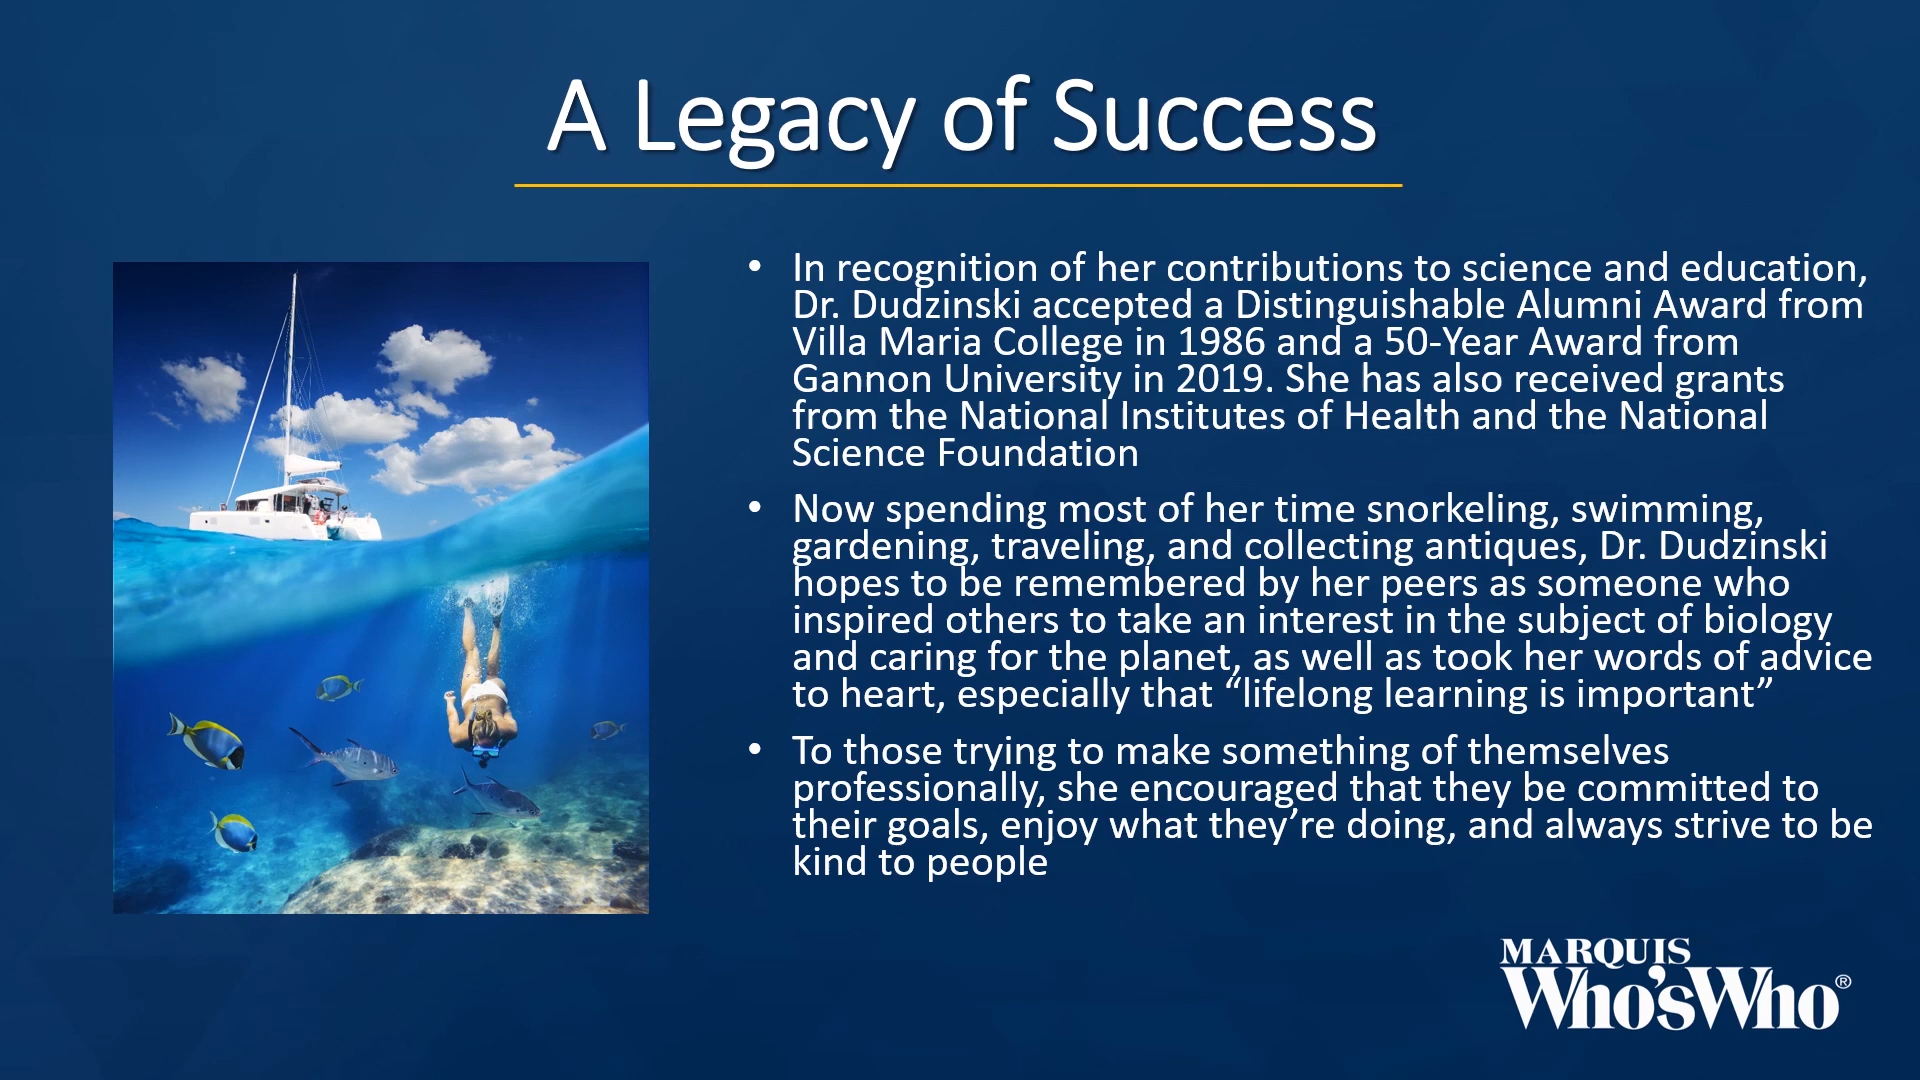 A Legacy of Success
• In recognition of her contributions to science and education,
Dr. Dudzinski accepted a Distinguishable Alumni Award from
Villa Maria College in 1986 and a 50-Year Award from
Gannon University in 2019. She has also received grants
from the National Institutes of Health and the National
Science Foundation
• Now spending most of her time snorkeling, swimming,
gardening, traveling, and collecting antiques, Dr. Dudzinski
hopes to be remembered by her peers as someone who
inspired others to take an interest in the subject of biology
and caring for the planet, as well as took her words of advice
to heart, especially that “lifelong learning is important”
• To those trying to make something of themselves
professionally, she encouraged that they be committed to
their goals, enjoy what they’re doing, and always strive to be
kind to people
MARQUIS
Who'sWho®